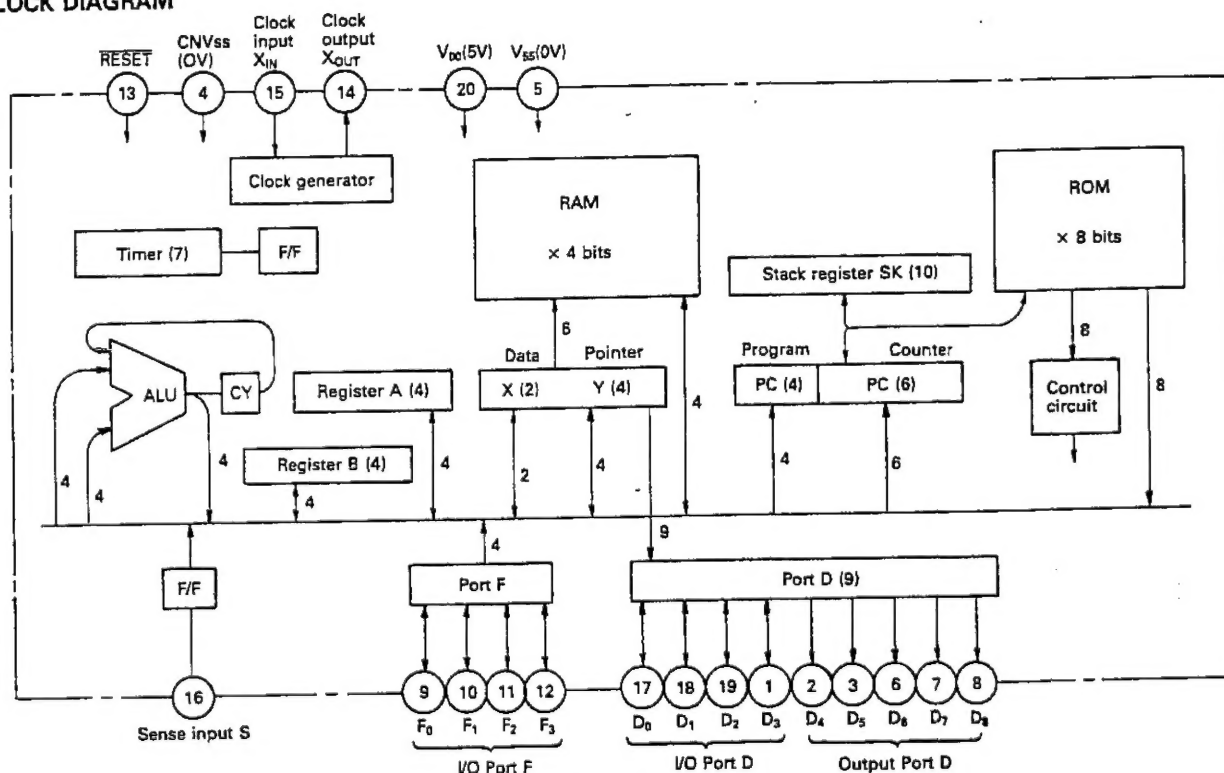 LOCK DIAGRAM
RESET
CNVss
(0V)
Clock
input
XIN
Clock
output
XOUT
VDD(5V)
VSS(0V)
13
4
15
14
20
5
Clock generator
RAM
× 4 bits
ROM
× 8 bits
Timer (7)
F/F
Stack register SK (10)
6
8
8
Data
Pointer
Program
Counter
ALU
CY
Register A (4)
X (2)
Y (4)
PC (4)
PC (6)
Control
circuit
4
Register B (4)
4
4
4
4
4
2
4
4
6
9
4
F/F
Port F
Port D (9)
16
9
10
11
12
17
18
19
1
2
3
6
7
8
Sense input S
F0
F1
F2
F3
D0
D1
D2
D3
D4
D5
D6
D7
D8
I/O Port F
I/O Port D
Output Port D